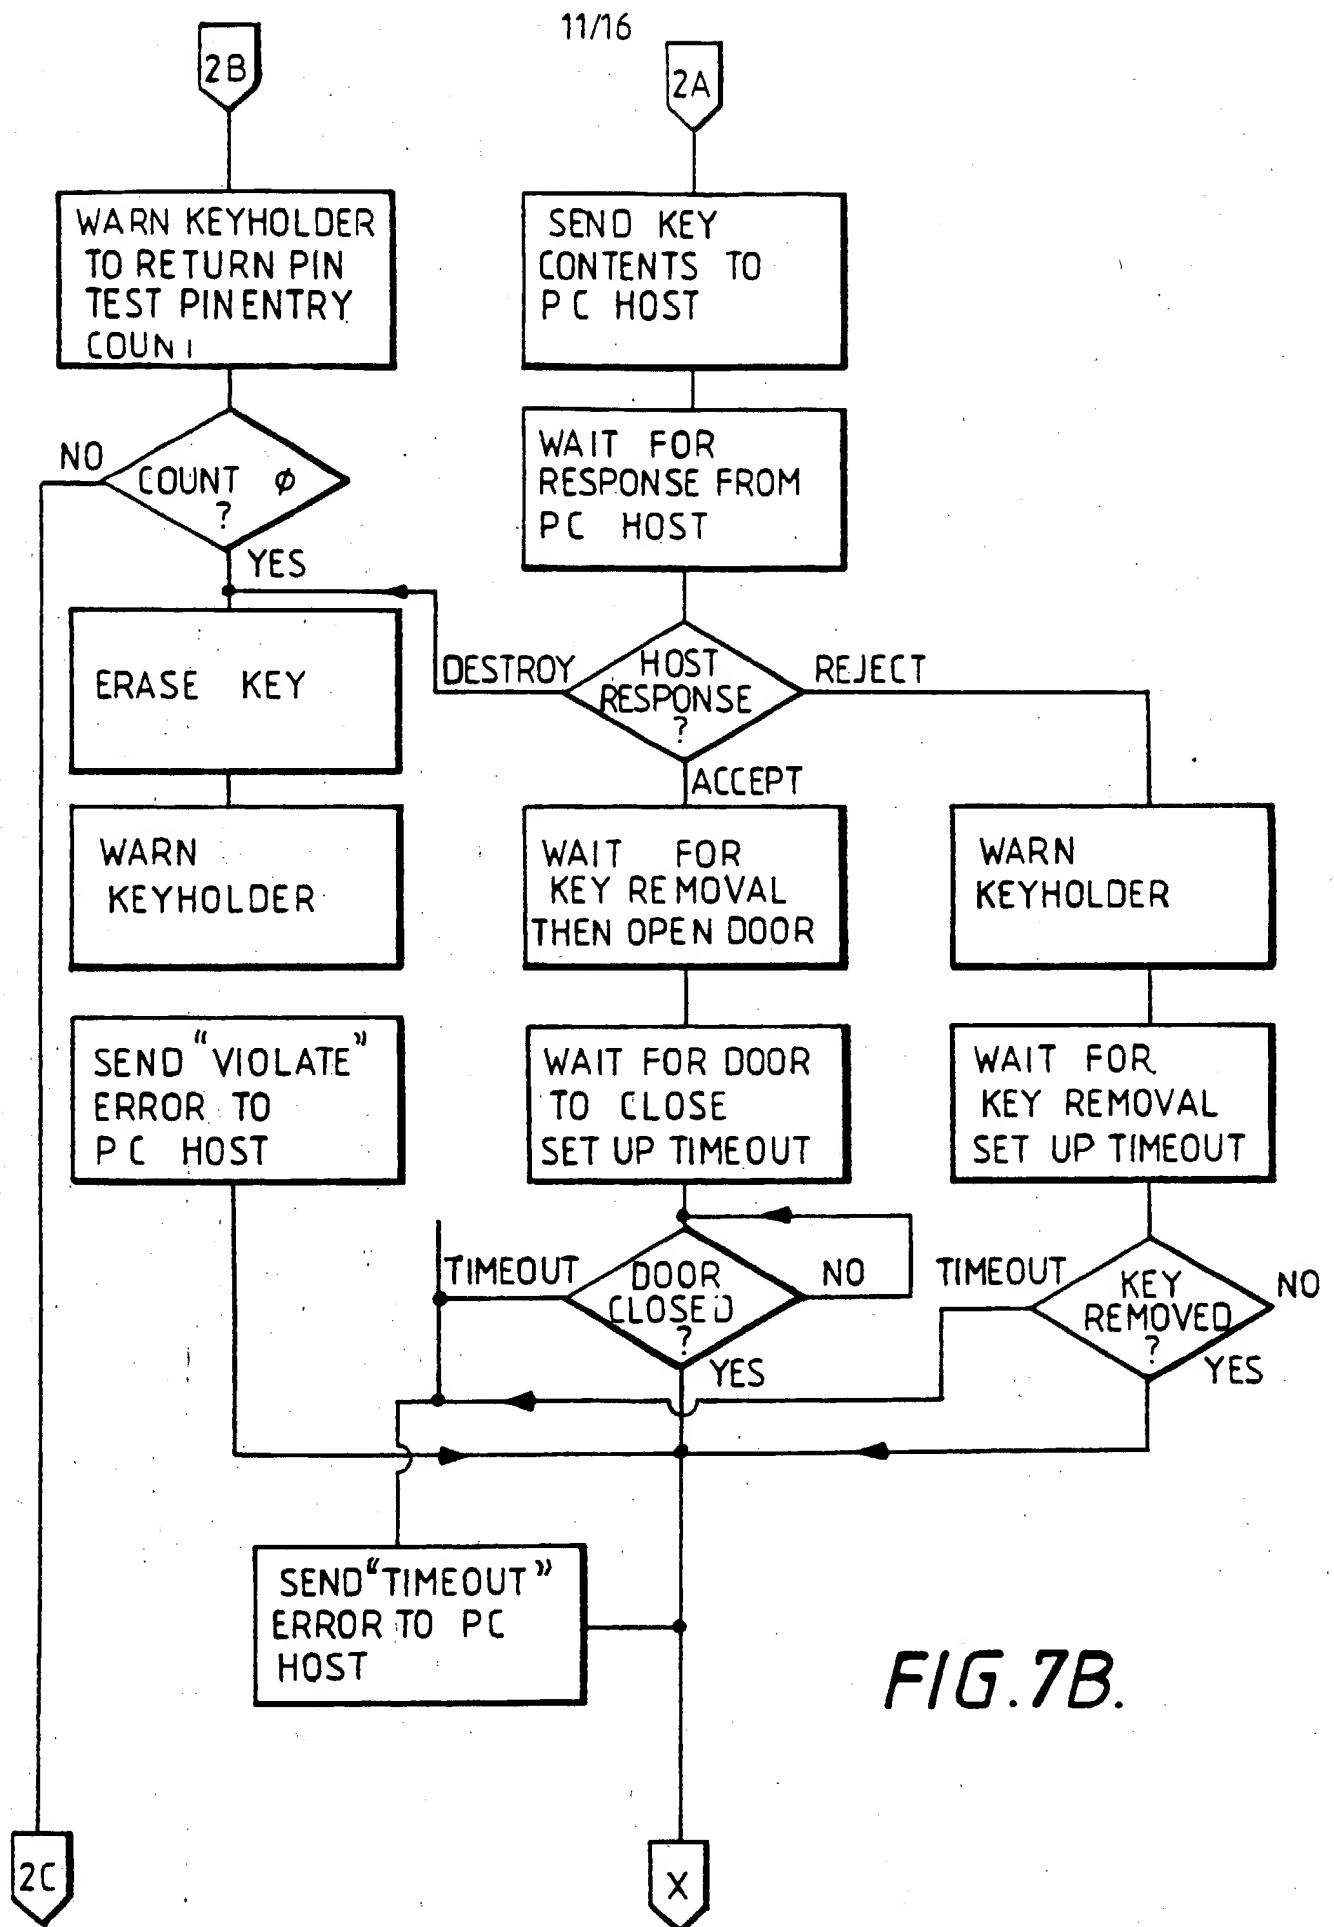 11/16
2B
2A
WARN KEYHOLDER
TO RETURN PIN
TEST PINENTRY
COUNT
SEND KEY
CONTENTS TO
PC HOST
WAIT FOR
RESPONSE FROM
PC HOST
NO
COUNT ϕ
?
YES
ERASE KEY
DESTROY
HOST
RESPONSE
?
REJECT
ACCEPT
WARN
KEYHOLDER
WAIT FOR
KEY REMOVAL
THEN OPEN DOOR
WARN
KEYHOLDER
SEND "VIOLATE"
ERROR TO
PC HOST
WAIT FOR DOOR
TO CLOSE
SET UP TIMEOUT
WAIT FOR
KEY REMOVAL
SET UP TIMEOUT
TIMEOUT
DOOR
CLOSED
?
NO
YES
TIMEOUT
KEY
REMOVED
?
NO
YES
SEND "TIMEOUT"
ERROR TO PC
HOST
FIG.7B.
2C
X